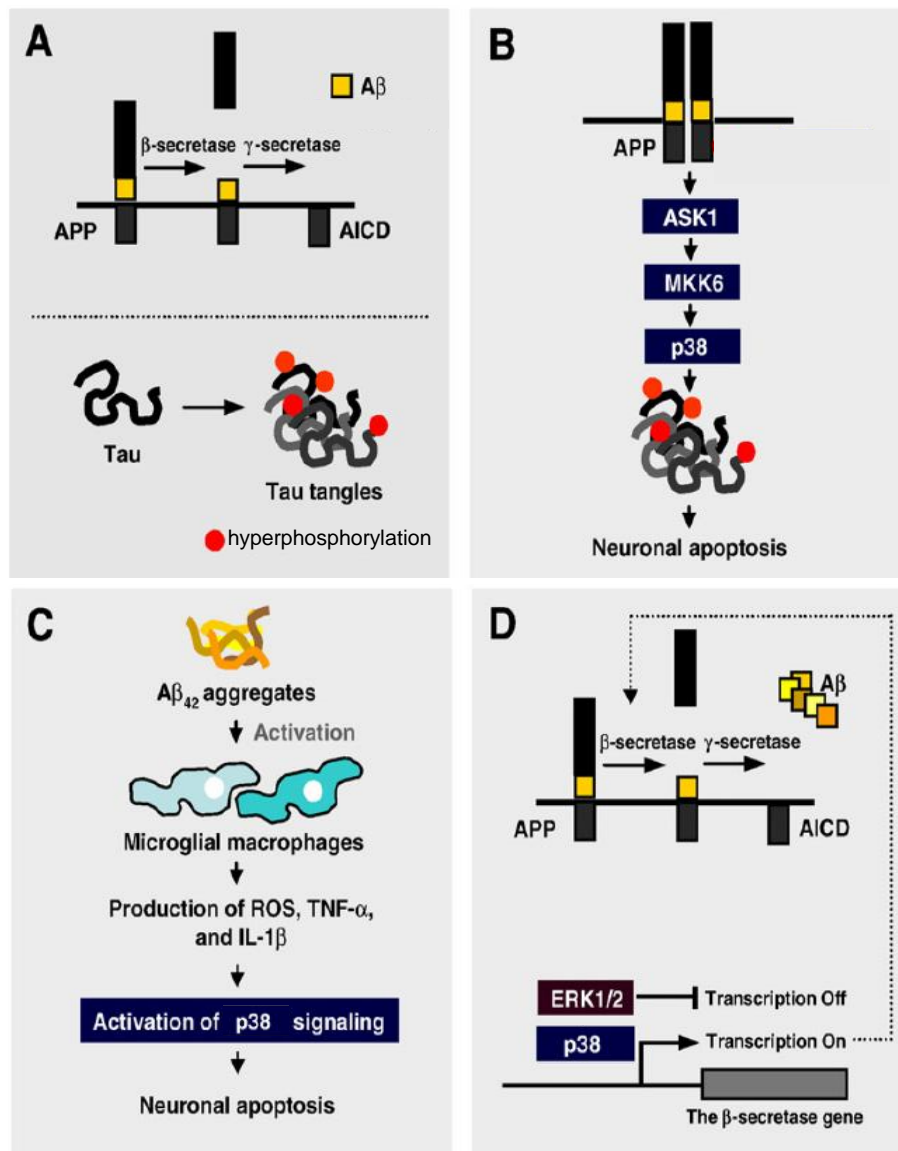 A
Aβ
β-secretase γ-secretase
APP
AICD
Tau
Tau tangles
hyperphosphorylation
B
APP
ASK1
MKK6
p38
Neuronal apoptosis
C
Aβ42 aggregates
Activation
Microglial macrophages
Production of ROS, TNF-α,
and IL-1β
Activation of p38 signaling
Neuronal apoptosis
D
Aβ
β-secretase γ-secretase
APP
AICD
ERK1/2
Transcription Off
p38
Transcription On
The β-secretase gene